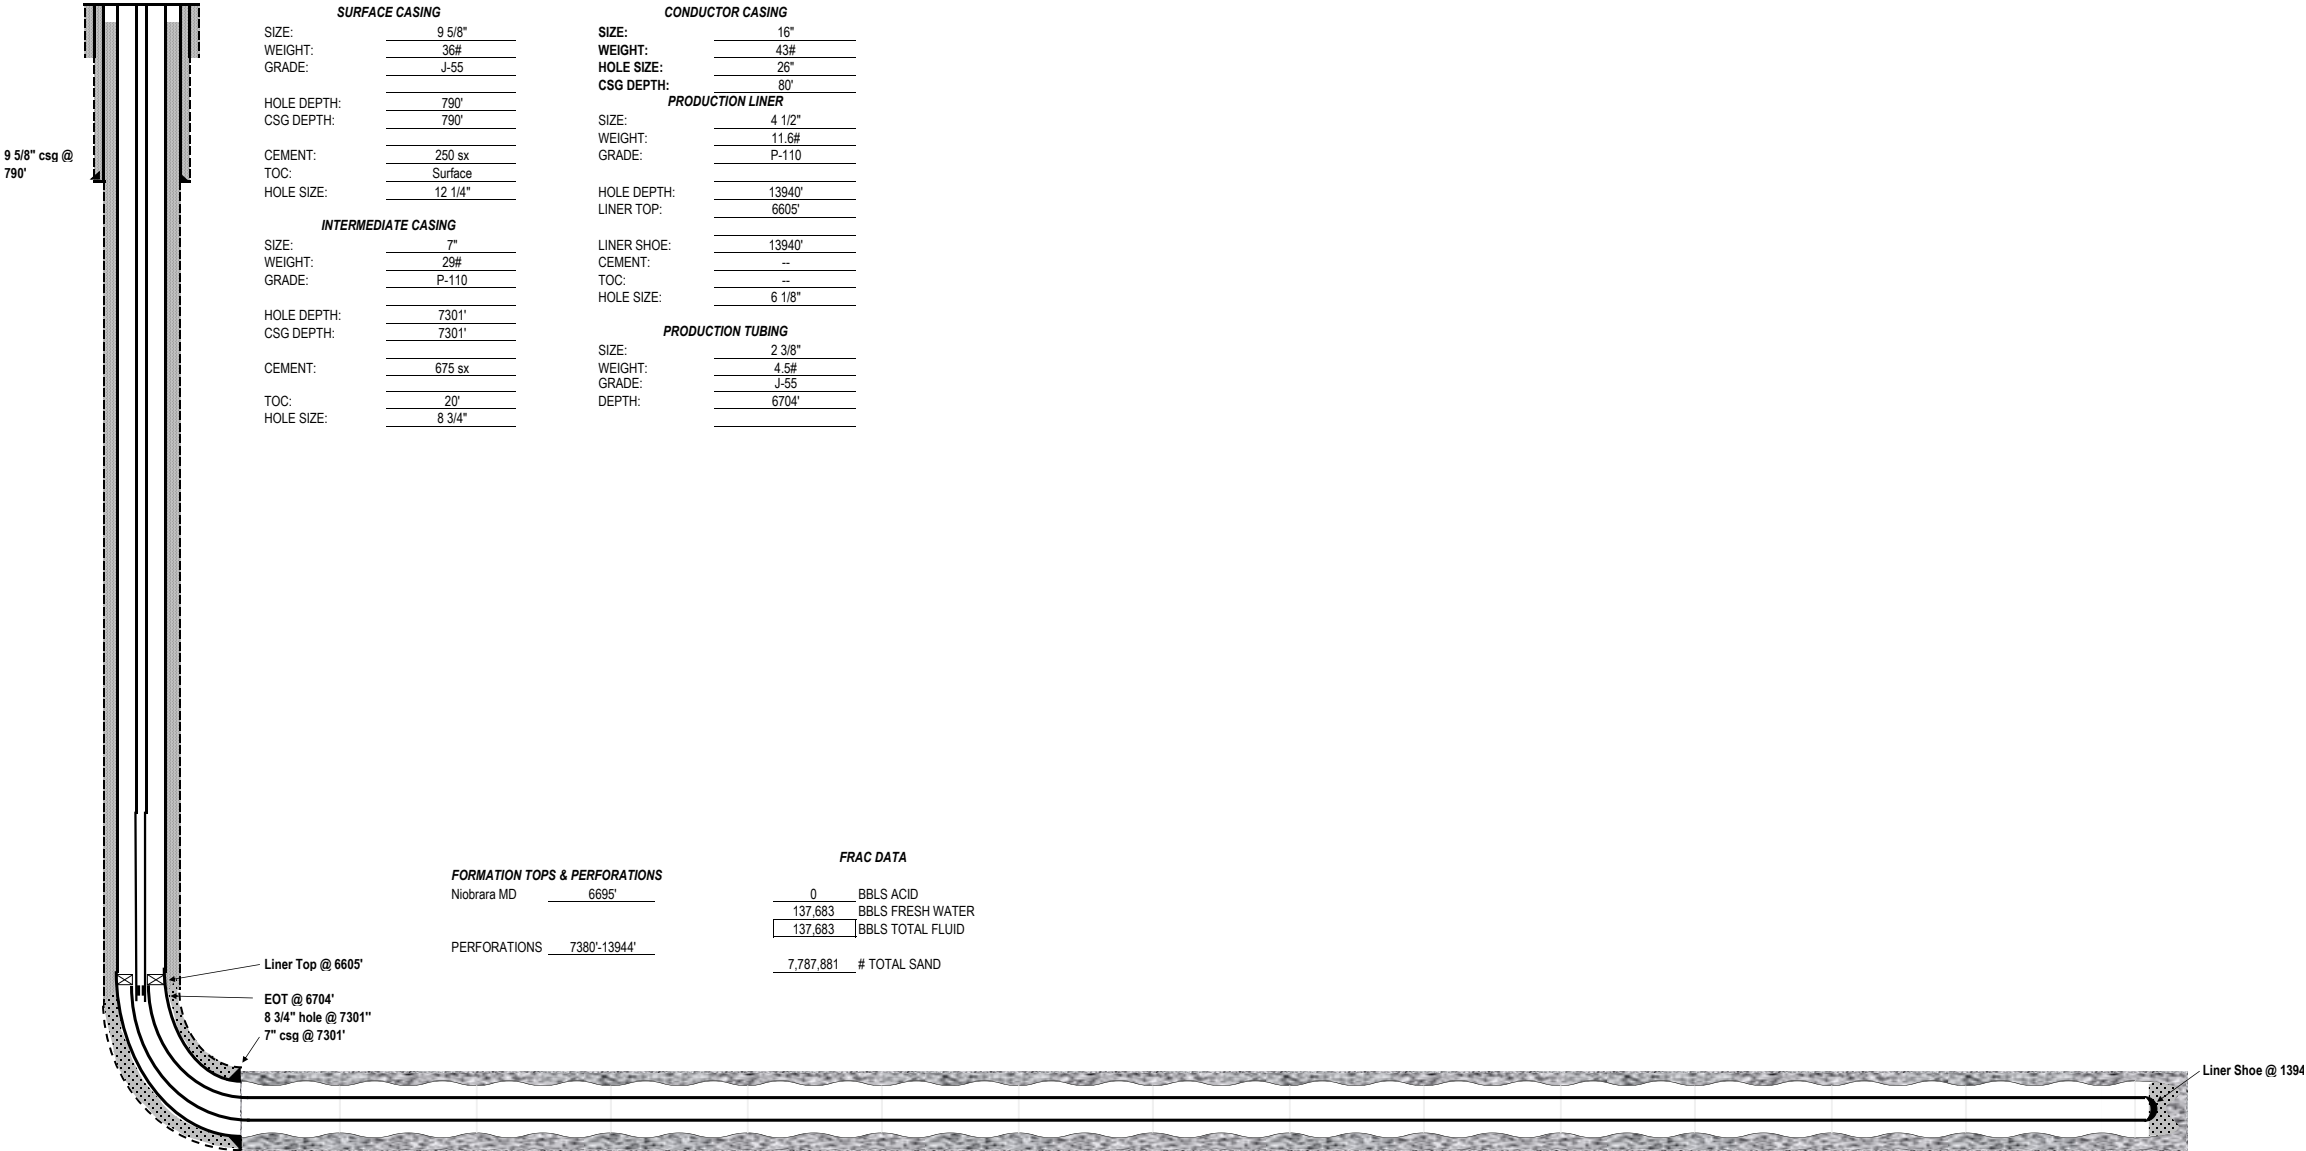 SURFACE CASING
SIZE: 9 5/8"
WEIGHT: 36#
GRADE: J-55
HOLE DEPTH: 790'
CSG DEPTH: 790'
CEMENT: 250 sx
TOC: Surface
HOLE SIZE: 12 1/4"
INTERMEDIATE CASING
SIZE: 7"
WEIGHT: 29#
GRADE: P-110
HOLE DEPTH: 7301'
CSG DEPTH: 7301'
CEMENT: 675 sx
TOC: 20'
HOLE SIZE: 8 3/4"
CONDUCTOR CASING
SIZE: 16"
WEIGHT: 43#
HOLE SIZE: 26"
CSG DEPTH: 80'
PRODUCTION LINER
SIZE: 4 1/2"
WEIGHT: 11.6#
GRADE: P-110
HOLE DEPTH: 13940'
LINER TOP: 6605'
LINER SHOE: 13940'
CEMENT: --
TOC: --
HOLE SIZE: 6 1/8"
PRODUCTION TUBING
SIZE: 2 3/8"
WEIGHT: 4.5#
GRADE: J-55
DEPTH: 6704'
9 5/8" csg @
790'
FORMATION TOPS & PERFORATIONS
Niobrara MD 6695'
PERFORATIONS 7380'-13944'
FRAC DATA
0 BBLS ACID
137,683 BBLS FRESH WATER
137,683 BBLS TOTAL FLUID
7,787,881 # TOTAL SAND
Liner Top @ 6605'
EOT @ 6704'
8 3/4" hole @ 7301"
7" csg @ 7301'
Liner Shoe @ 1394